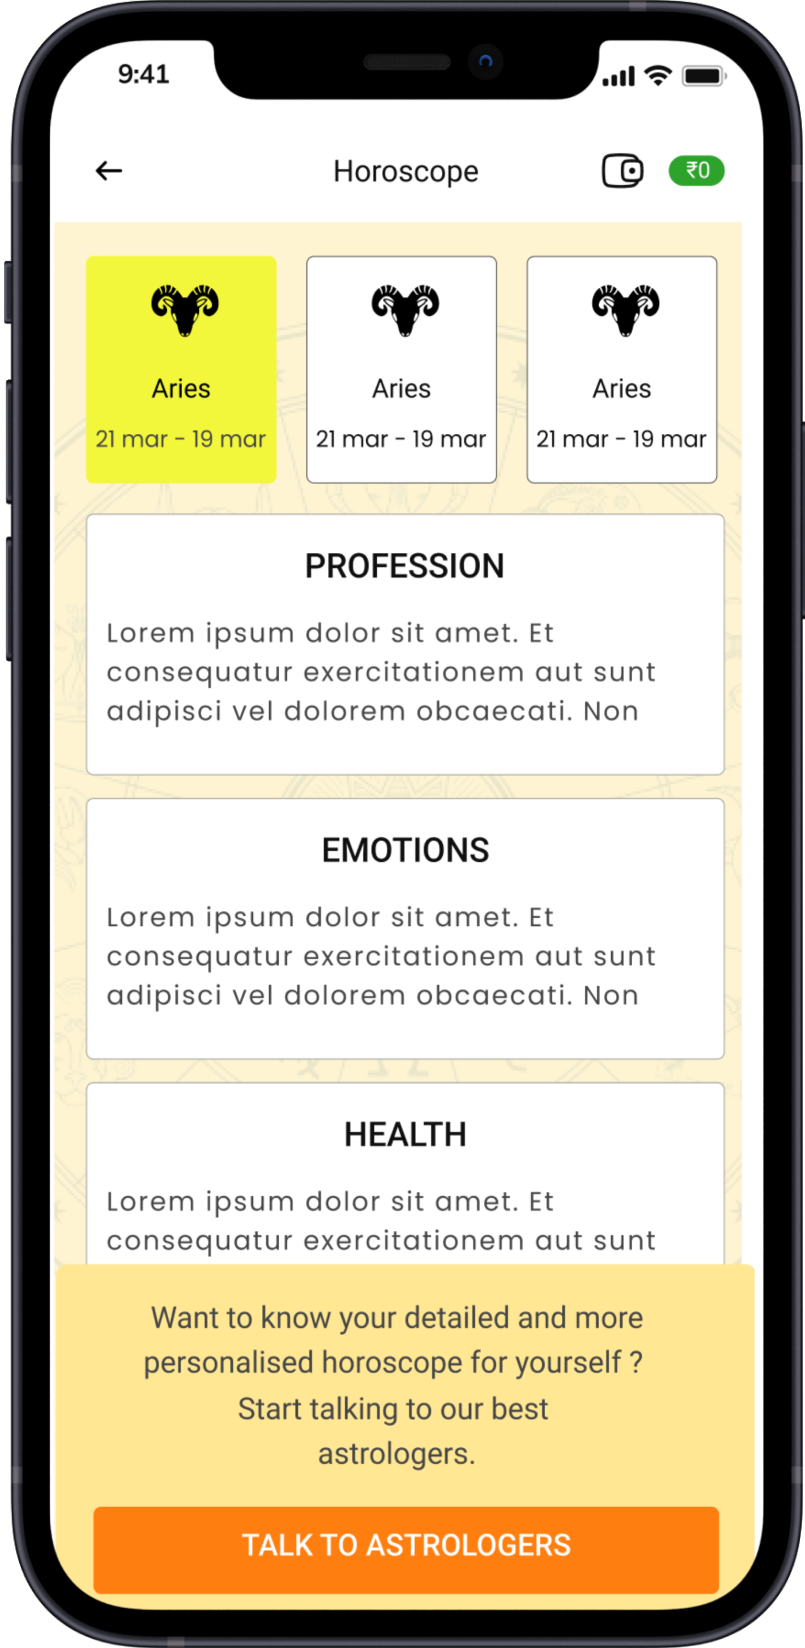 9:41
Horoscope
₹0
Aries
21 mar - 19 mar
Aries
21 mar - 19 mar
Aries
21 mar - 19 mar
PROFESSION
Lorem ipsum dolor sit amet. Et
consequatur exercitationem aut sunt
adipisci vel dolorem obcaecati. Non
EMOTIONS
Lorem ipsum dolor sit amet. Et
consequatur exercitationem aut sunt
adipisci vel dolorem obcaecati. Non
HEALTH
Lorem ipsum dolor sit amet. Et
consequatur exercitationem aut sunt
Want to know your detailed and more
personalised horoscope for yourself ?
Start talking to our best
astrologers.
TALK TO ASTROLOGERS